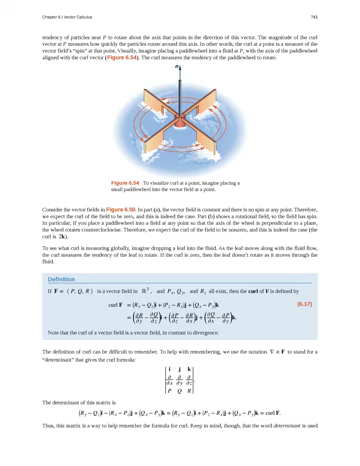 Chapter 6 | Vector Calculus 743
tendency of particles near P to rotate about the axis that points in the direction of this vector. The magnitude of the curl
vector at P measures how quickly the particles rotate around this axis. In other words, the curl at a point is a measure of the
vector field's "spin" at that point. Visually, imagine placing a paddlewheel into a fluid at P, with the axis of the paddlewheel
aligned with the curl vector (Figure 6.54). The curl measures the tendency of the paddlewheel to rotate.
n
Figure 6.54 To visualize curl at a point, imagine placing a
small paddlewheel into the vector field at a point.
Consider the vector fields in Figure 6.50. In part (a), the vector field is constant and there is no spin at any point. Therefore,
we expect the curl of the field to be zero, and this is indeed the case. Part (b) shows a rotational field, so the field has spin.
In particular, if you place a paddlewheel into a field at any point so that the axis of the wheel is perpendicular to a plane,
the wheel rotates counterclockwise. Therefore, we expect the curl of the field to be nonzero, and this is indeed the case (the
curl is 2k).
To see what curl is measuring globally, imagine dropping a leaf into the fluid. As the leaf moves along with the fluid flow,
the curl measures the tendency of the leaf to rotate. If the curl is zero, then the leaf doesn't rotate as it moves through the
fluid.
Definition
If F = ⟨ P, Q, R ⟩ is a vector field in ℝ³, and Pₓ, Q_y, and R_z all exist, then the curl of F is defined by
curl F = (R_y − Q_z)i + (P_z − R_x)j + (Q_x − P_y)k (6.17)
= (∂R/∂y − ∂Q/∂z)i + (∂P/∂z − ∂R/∂x)j + (∂Q/∂x − ∂P/∂y)k.
Note that the curl of a vector field is a vector field, in contrast to divergence.
The definition of curl can be difficult to remember. To help with remembering, we use the notation ∇ × F to stand for a
"determinant" that gives the curl formula:
| i j k |
| ∂/∂x ∂/∂y ∂/∂z |
| P Q R |
The determinant of this matrix is
(R_y − Q_z)i − (R_x − P_z)j + (Q_x − P_y)k = (R_y − Q_z)i + (P_z − R_x)j + (Q_x − P_y)k = curl F.
Thus, this matrix is a way to help remember the formula for curl. Keep in mind, though, that the word determinant is used